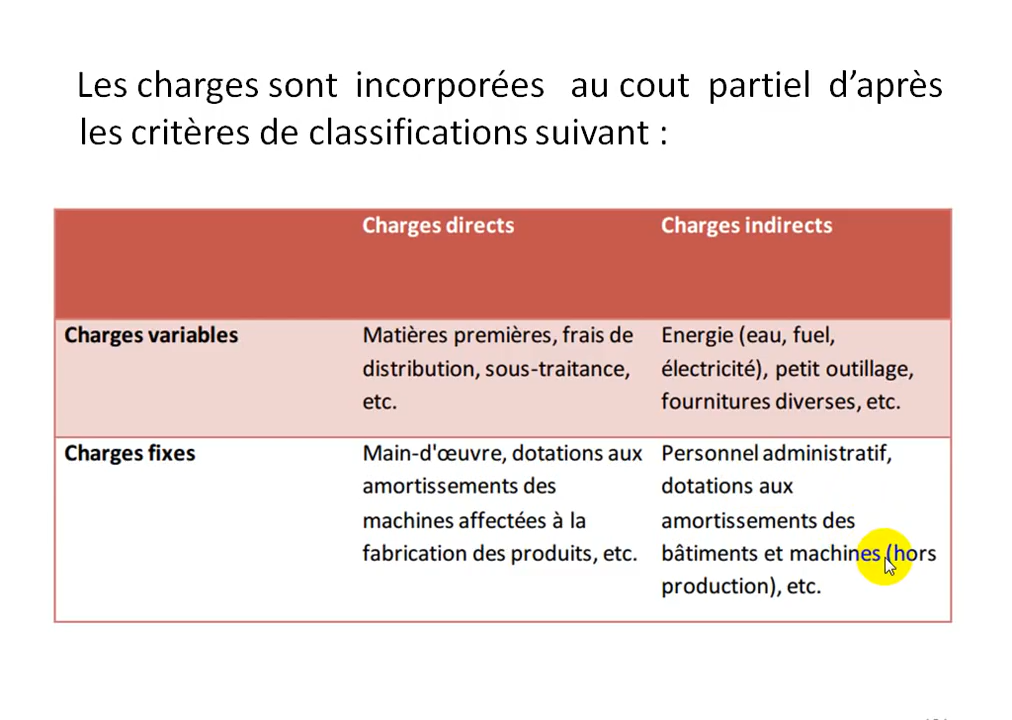 Les charges sont incorporées au cout partiel d’après
les critères de classifications suivant :
Charges directs
Charges indirects
Charges variables
Matières premières, frais de
distribution, sous-traitance,
etc.
Energie (eau, fuel,
électricité), petit outillage,
fournitures diverses, etc.
Charges fixes
Main-d'œuvre, dotations aux
amortissements des
machines affectées à la
fabrication des produits, etc.
Personnel administratif,
dotations aux
amortissements des
bâtiments et machines (hors
production), etc.